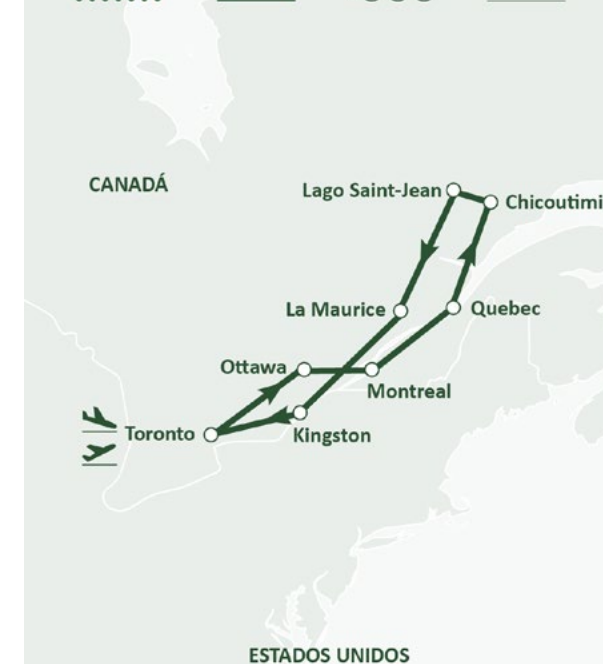 CANADÁ
Lago Saint-Jean
Chicoutimi
La Maurice
Quebec
Ottawa
Montreal
Toronto
Kingston
ESTADOS UNIDOS